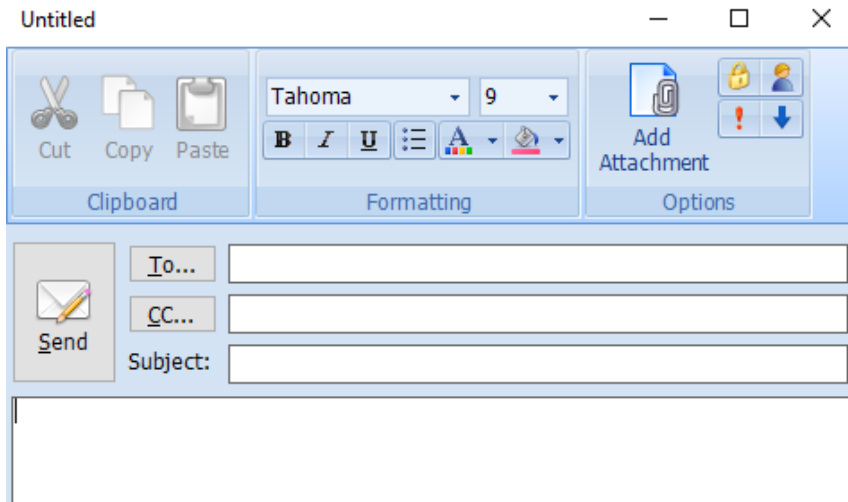 Untitled
Tahoma 9
B I U A
Cut Copy Paste
Add
Attachment
Clipboard Formatting Options
To...
CC...
Send
Subject: